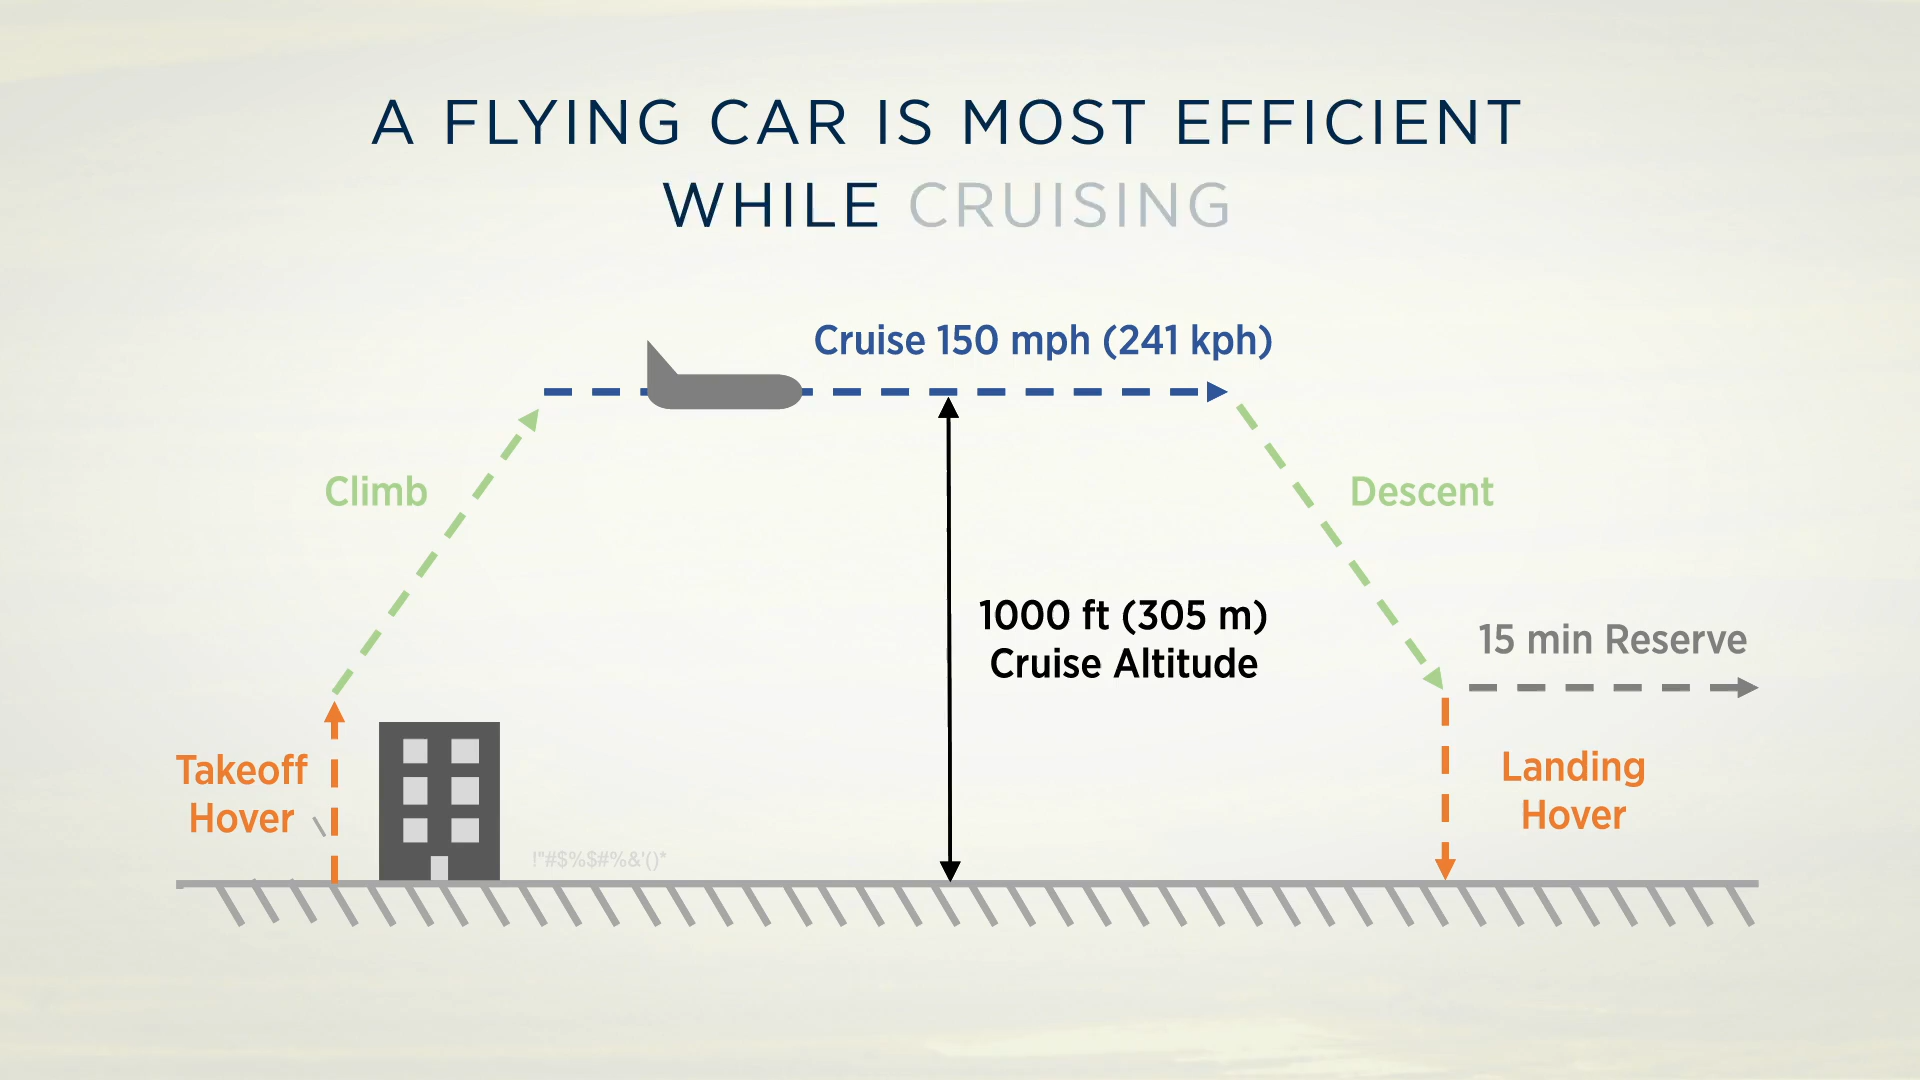 A FLYING CAR IS MOST EFFICIENT
WHILE CRUISING
Cruise 150 mph (241 kph)
Climb
Descent
1000 ft (305 m)
Cruise Altitude
15 min Reserve
Takeoff
Hover
Landing
Hover
!"#$%$#%&'()*